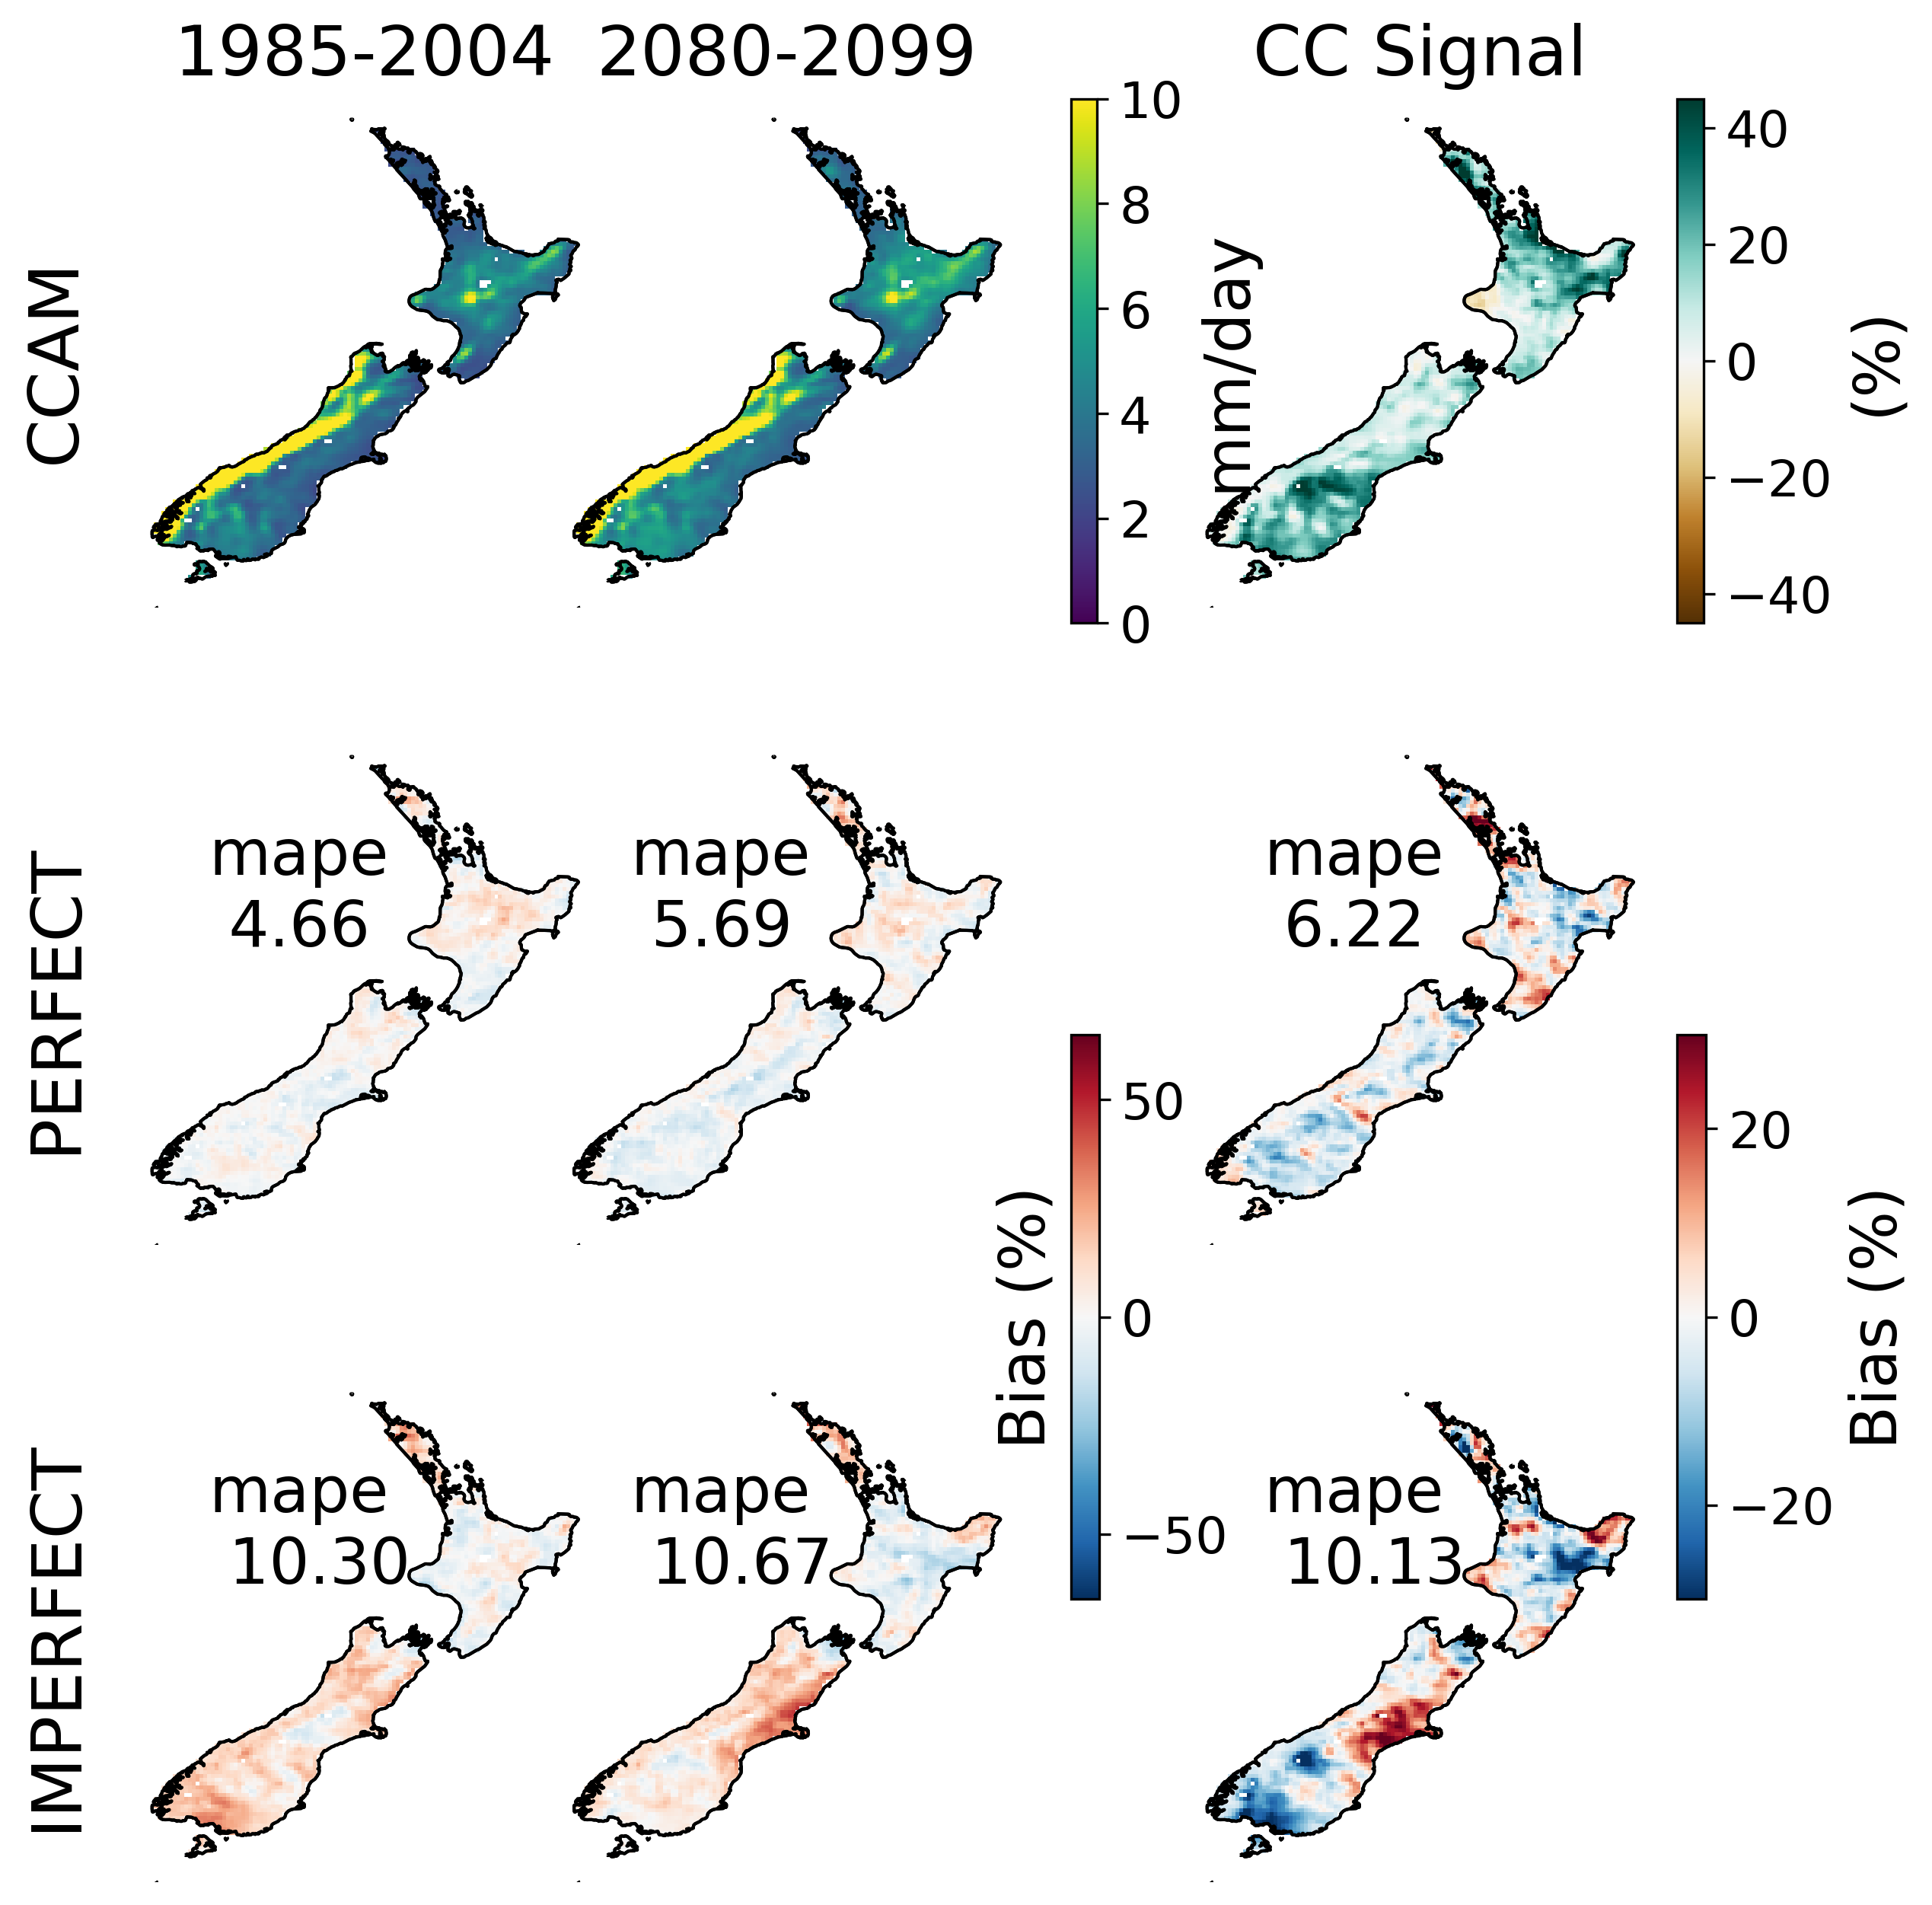 1985-2004
2080-2099
CC Signal
CCAM
10
8
6
4
2
0
mm/day
40
20
0
−20
−40
(%)
PERFECT
mape
4.66
mape
5.69
mape
6.22
50
0
−50
Bias (%)
20
0
−20
Bias (%)
IMPERFECT
mape
10.30
mape
10.67
mape
10.13